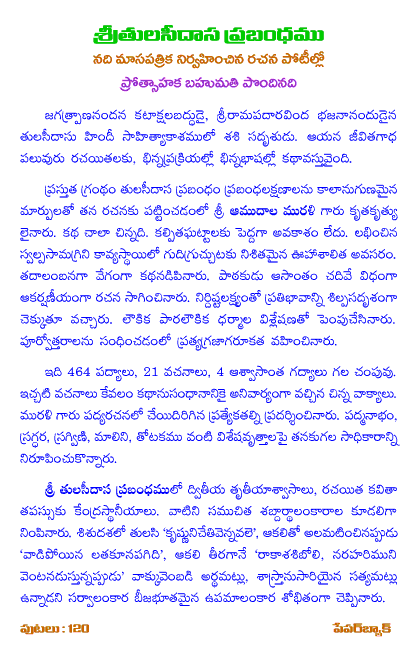 శ్రీతులసీదాస ప్రబంధము
నది మాసపత్రిక నిర్వహించిన రచన పోటీల్లో
ప్రోత్సాహక బహుమతి పొందినది
జగత్ప్రాణనందన కటాక్షలబద్ధుడై, శ్రీరామపదారవింద భజనానందుడైన
తులసీదాసు హిందీ సాహిత్యాకాశములో శశి సదృశుడు. ఆయన జీవితగాధ
పలువురు రచయితలకు, భిన్నప్రక్రియల్లో భిన్నభాషల్లో కథావస్తువైంది.
ప్రస్తుత గ్రంథం తులసీదాస ప్రబంధం ప్రబంధలక్షణాలను కాలానుగుణమైన
మార్పులతో తన రచనకు పట్టించడంలో శ్రీ ఆముదాల మురళి గారు కృతకృత్యు
లైనారు. కథ చాలా చిన్నది. కల్పితఘట్టాలకు పెద్దగా అవకాశం లేదు. లభించిన
స్వల్పసామగ్రిని కావ్యస్థాయిలో గుదిగ్రుచ్చుటకు నిశితమైన ఊహాశాలిత అవసరం.
తదాలంబనగా వేగంగా కథనడిపినారు. పాఠకుడు ఆసాంతం చదివే విధంగా
ఆకర్షణీయంగా రచన సాగించినారు. నిర్దిష్టలక్ష్యంతో ప్రతిభావాన్ని శిల్పసదృశంగా
చెక్కుతూ వచ్చారు. లౌకిక పారలౌకిక ధర్మాల విశ్లేషణతో పెంపుచేసినారు.
పూర్వోత్తరాలను సంధించడంలో ప్రత్యగ్రజాగరూకత వహించినారు.
ఇది 464 పద్యాలు, 21 వచనాలు, 4 ఆశ్వాసాంత గద్యాలు గల చంపువు.
ఇచ్చటి వచనాలు కేవలం కథానుసంధానానికై అనివార్యంగా వచ్చిన చిన్న వాక్యాలు.
మురళి గారు పద్యరచనలో చేయిదిరిగిన ప్రత్యేకతల్ని ప్రదర్శించినారు. పద్మనాభం,
స్రగ్ధర, స్రగ్విణి, మాలిని, తోటకము వంటి విశేషవృత్తాలపై తనకుగల సాధికారాన్ని
నిరూపించుకొన్నారు.
శ్రీ తులసీదాస ప్రబంధములో ద్వితీయ తృతీయాశ్వాసాలు, రచయిత కవితా
తపస్సుకు కేంద్రస్థానీయాలు. వాటిని సముచిత శబ్దార్థాలంకారాల కూడలిగా
నింపినారు. శిశుదశలో తులసి ‘కృష్ణునిచేతివెన్నవలె’, ఆకలితో అలమటించినప్పుడు
‘వాడిపోయిన లతకూనపగిది’, ఆకలి తీరగానే ‘రాకాశశిబోలి, నరహరిముని
వెంటనడుస్తున్నప్పుడు’ వాక్కువెంబడి అర్థమట్లు, శాస్త్రానుసారియైన సత్యమట్లు
ఉన్నాడని సర్వాలంకార బీజభూతమైన ఉపమాలంకార శోభితంగా చెప్పినారు.
పుటలు : 120
పేపర్‌బ్యాక్